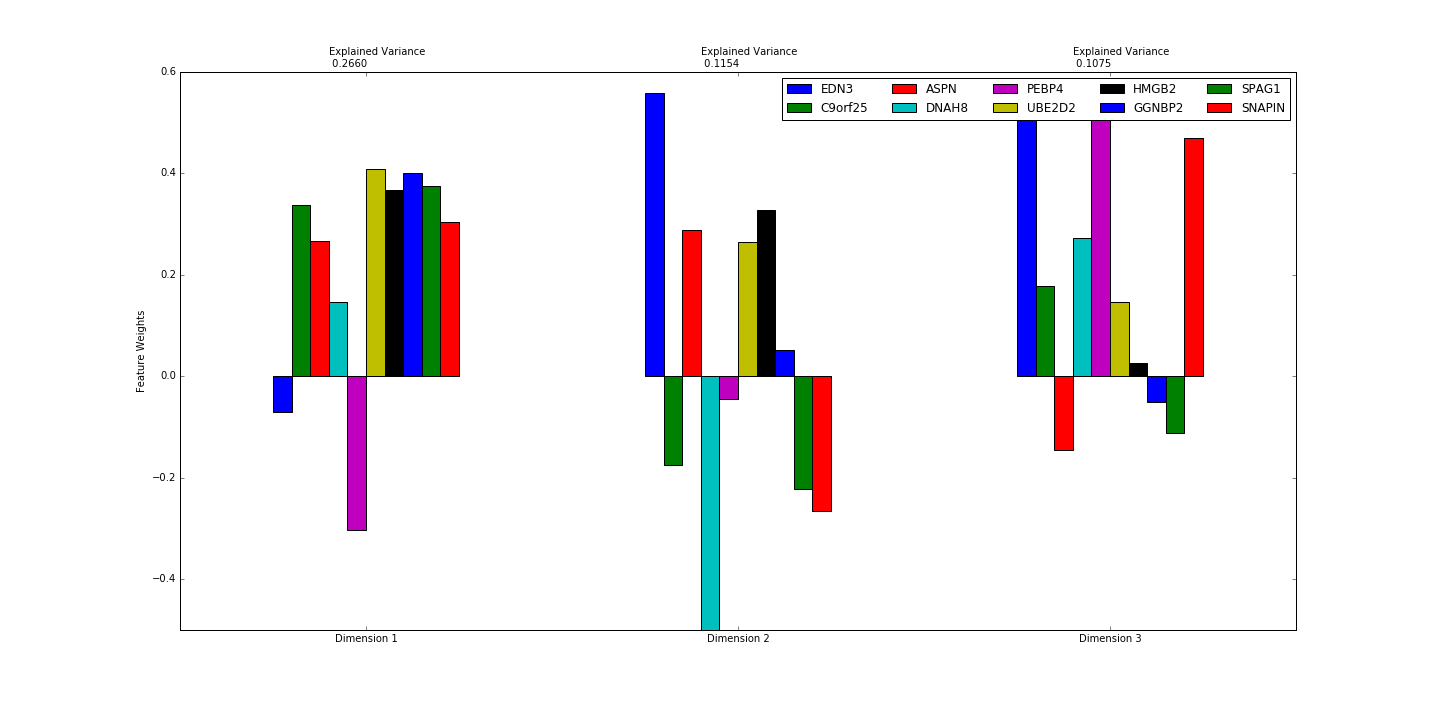 Explained Variance
0.2660
Explained Variance
0.1154
Explained Variance
0.1075
EDN3 ASPN PEBP4 HMGB2 SPAG1
C9orf25 DNAH8 UBE2D2 GGNBP2 SNAPIN
0.6
0.4
0.2
0.0
−0.2
−0.4
Feature Weights
Dimension 1 Dimension 2 Dimension 3